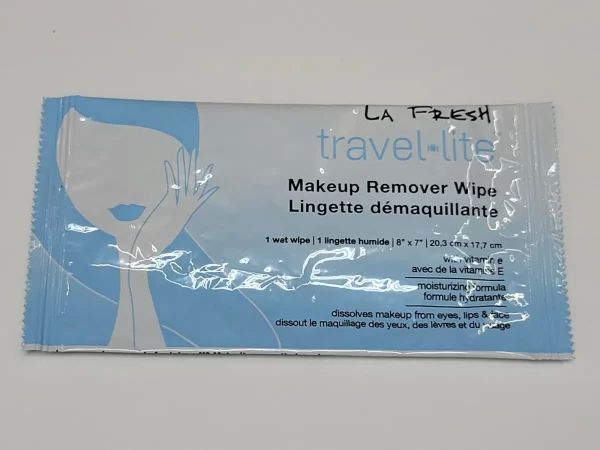 LA FRESH
travel•lite
Makeup Remover Wipe
Lingette démaquillante
1 wet wipe | 1 lingette humide | 8" x 7" | 20,3 cm x 17,7 cm
with vitamin e
avec de la vitamine E
moisturizing formula
formule hydratante
dissolves makeup from eyes, lips & face
dissout le maquillage des yeux, des lèvres et du visage